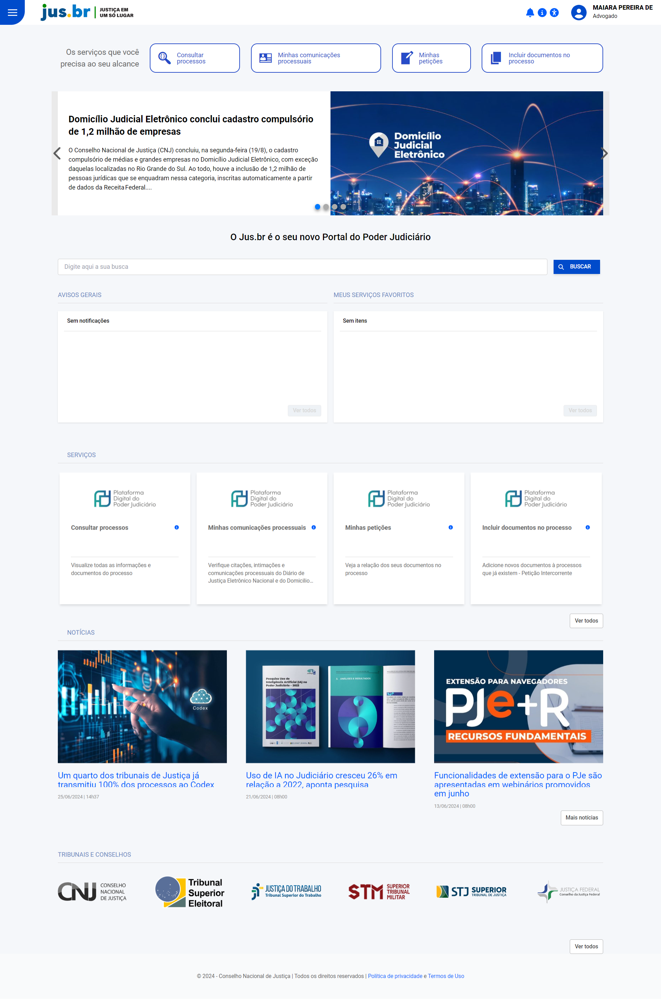 jus.br
JUSTIÇA EM
UM SÓ LUGAR
MAIARA PEREIRA DE
Advogado
Os serviços que você
precisa ao seu alcance
Consultar
processos
Minhas comunicações
processuais
Minhas
petições
Incluir documentos no
processo
Domicílio Judicial Eletrônico conclui cadastro compulsório
de 1,2 milhão de empresas
O Conselho Nacional de Justiça (CNJ) concluiu, na segunda-feira (19/8), o cadastro
compulsório de médias e grandes empresas no Domicílio Judicial Eletrônico, com exceção
daquelas localizadas no Rio Grande do Sul. Ao todo, houve a inclusão de 1,2 milhão de
pessoas jurídicas que se enquadram nessa categoria, inscritas automaticamente a partir
de dados da Receita Federal....
Domicílio
Judicial
Eletrônico
O Jus.br é o seu novo Portal do Poder Judiciário
Digite aqui a sua busca
BUSCAR
AVISOS GERAIS
MEUS SERVIÇOS FAVORITOS
Sem notificações
Sem itens
Ver todos
Ver todos
SERVIÇOS
Plataforma
Digital do
Poder Judiciário
Consultar processos
Visualize todas as informações e
documentos do processo
Plataforma
Digital do
Poder Judiciário
Minhas comunicações processuais
Verifique citações, intimações e
comunicações processuais do Diário de
Justiça Eletrônico Nacional e do Domicilio...
Plataforma
Digital do
Poder Judiciário
Minhas petições
Veja a relação dos seus documentos no
processo
Plataforma
Digital do
Poder Judiciário
Incluir documentos no processo
Adicione novos documentos à processos
que já existem - Petição Intercorrente
Ver todos
NOTÍCIAS
Codex
Um quarto dos tribunais de Justiça já
transmitiu 100% dos processos ao Codex
25/06/2024 | 14h37
Pesquisa Uso de
Inteligência Artificial (IA) no
Poder Judiciário – 2023
3. ANÁLISES E RESULTADOS
Uso de IA no Judiciário cresceu 26% em
relação a 2022, aponta pesquisa
21/06/2024 | 08h00
EXTENSÃO PARA NAVEGADORES
PJe+R
RECURSOS FUNDAMENTAIS
Funcionalidades de extensão para o PJe são
apresentadas em webinários promovidos
em junho
13/06/2024 | 08h00
Mais notícias
TRIBUNAIS E CONSELHOS
CNJ
CONSELHO
NACIONAL
DE JUSTIÇA
Tribunal
Superior
Eleitoral
JUSTIÇA DO TRABALHO
Tribunal Superior do Trabalho
STM
SUPERIOR
TRIBUNAL
MILITAR
STJ
SUPERIOR
TRIBUNAL DE JUSTIÇA
JUSTIÇA FEDERAL
Conselho da Justiça Federal
Ver todos
© 2024 - Conselho Nacional de Justiça | Todos os direitos reservados | Política de privacidade e Termos de Uso